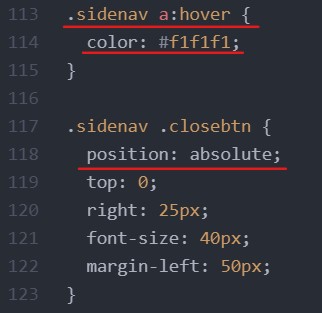 113 .sidenav a:hover {
114   color: #f1f1f1;
115 }
116
117 .sidenav .closebtn {
118   position: absolute;
119   top: 0;
120   right: 25px;
121   font-size: 40px;
122   margin-left: 50px;
123 }